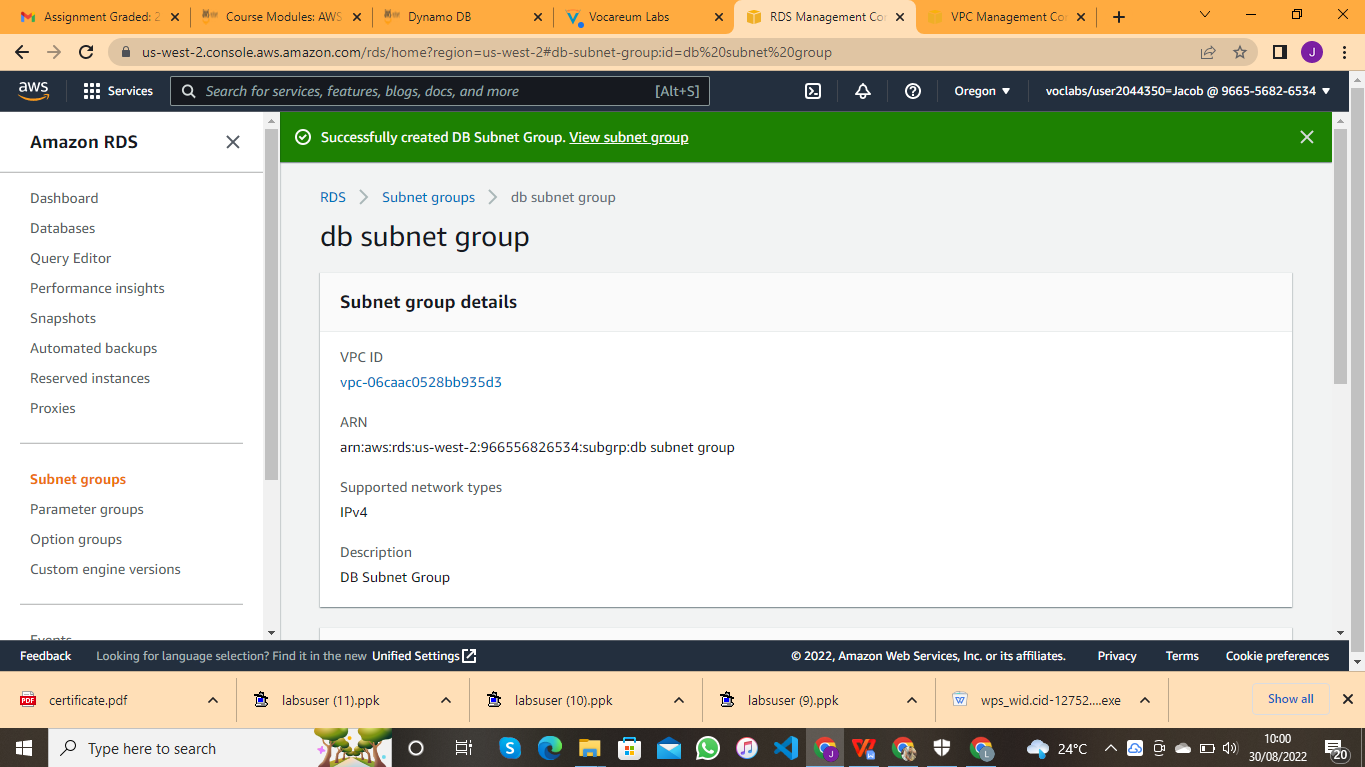 Assignment Graded: 2
Course Modules: AWS
Dynamo DB
Vocareum Labs
RDS Management Con
VPC Management Con
us-west-2.console.aws.amazon.com/rds/home?region=us-west-2#db-subnet-group:id=db%20subnet%20group
J
aws
Services
Search for services, features, blogs, docs, and more
[Alt+S]
Oregon
voclabs/user2044350=Jacob @ 9665-5682-6534
Amazon RDS
Dashboard
Databases
Query Editor
Performance insights
Snapshots
Automated backups
Reserved instances
Proxies
Subnet groups
Parameter groups
Option groups
Custom engine versions
Events
Successfully created DB Subnet Group. View subnet group
RDS
Subnet groups
db subnet group
db subnet group
Subnet group details
VPC ID
vpc-06caac0528bb935d3
ARN
arn:aws:rds:us-west-2:966556826534:subgrp:db subnet group
Supported network types
IPv4
Description
DB Subnet Group
Feedback
Looking for language selection? Find it in the new Unified Settings
© 2022, Amazon Web Services, Inc. or its affiliates.
Privacy
Terms
Cookie preferences
PDF
certificate.pdf
labsuser (11).ppk
labsuser (10).ppk
labsuser (9).ppk
wps_wid.cid-12752....exe
Show all
Type here to search
24°C
10:00
30/08/2022
20